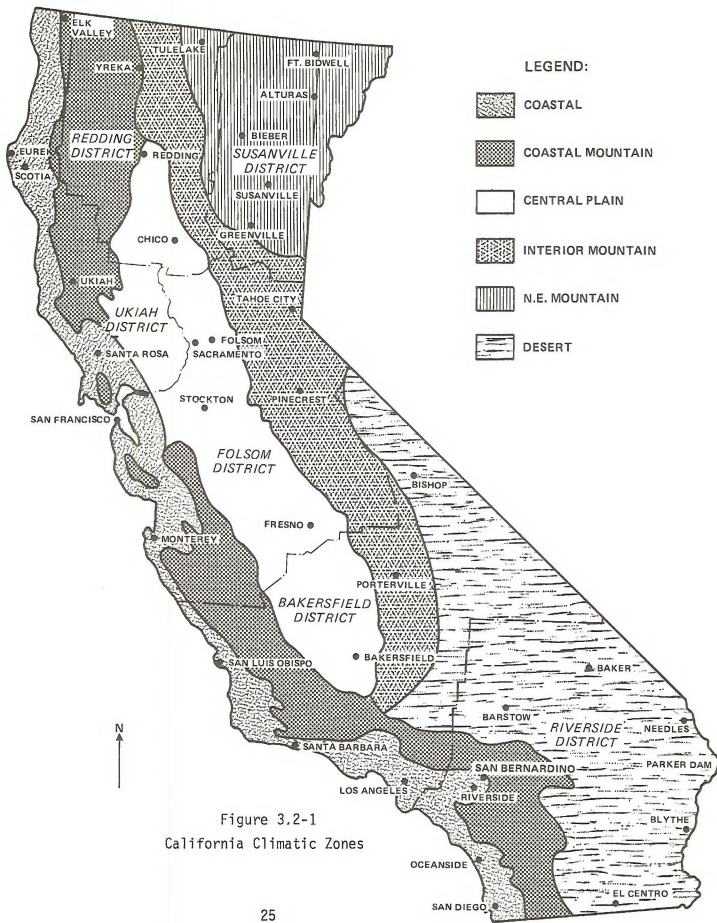 ELK
VALLEY
TULELAKE
FT. BIDWELL
YREKA
ALTURAS
REDDING
DISTRICT
BIEBER
EUREK
REDDING
SUSANVILLE
DISTRICT
SCOTIA
SUSANVILLE
GREENVILLE
CHICO
UKIAH
TAHOE CITY
UKIAH
DISTRICT
FOLSOM
SACRAMENTO
SANTA ROSA
PINECREST
STOCKTON
SAN FRANCISCO
FOLSOM
DISTRICT
BISHOP
FRESNO
MONTEREY
PORTERVILLE
BAKERSFIELD
DISTRICT
BAKERSFIELD
SAN LUIS OBISPO
BAKER
BARSTOW
RIVERSIDE
DISTRICT
NEEDLES
SANTA BARBARA
SAN BERNARDINO
PARKER DAM
LOS ANGELES
RIVERSIDE
BLYTHE
OCEANSIDE
SAN DIEGO
EL CENTRO
LEGEND:
COASTAL
COASTAL MOUNTAIN
CENTRAL PLAIN
INTERIOR MOUNTAIN
N.E. MOUNTAIN
DESERT
N
Figure 3.2-1
California Climatic Zones
25